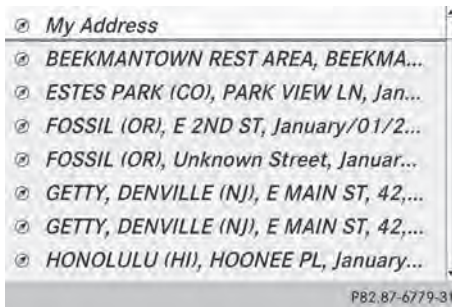 My Address
BEEKMANTOWN REST AREA, BEEKMA...
ESTES PARK (CO), PARK VIEW LN, Jan...
FOSSIL (OR), E 2ND ST, January/01/2...
FOSSIL (OR), Unknown Street, Januar...
GETTY, DENVILLE (NJ), E MAIN ST, 42,...
GETTY, DENVILLE (NJ), E MAIN ST, 42,...
HONOLULU (HI), HOONEE PL, January...
P82.87-6779-31